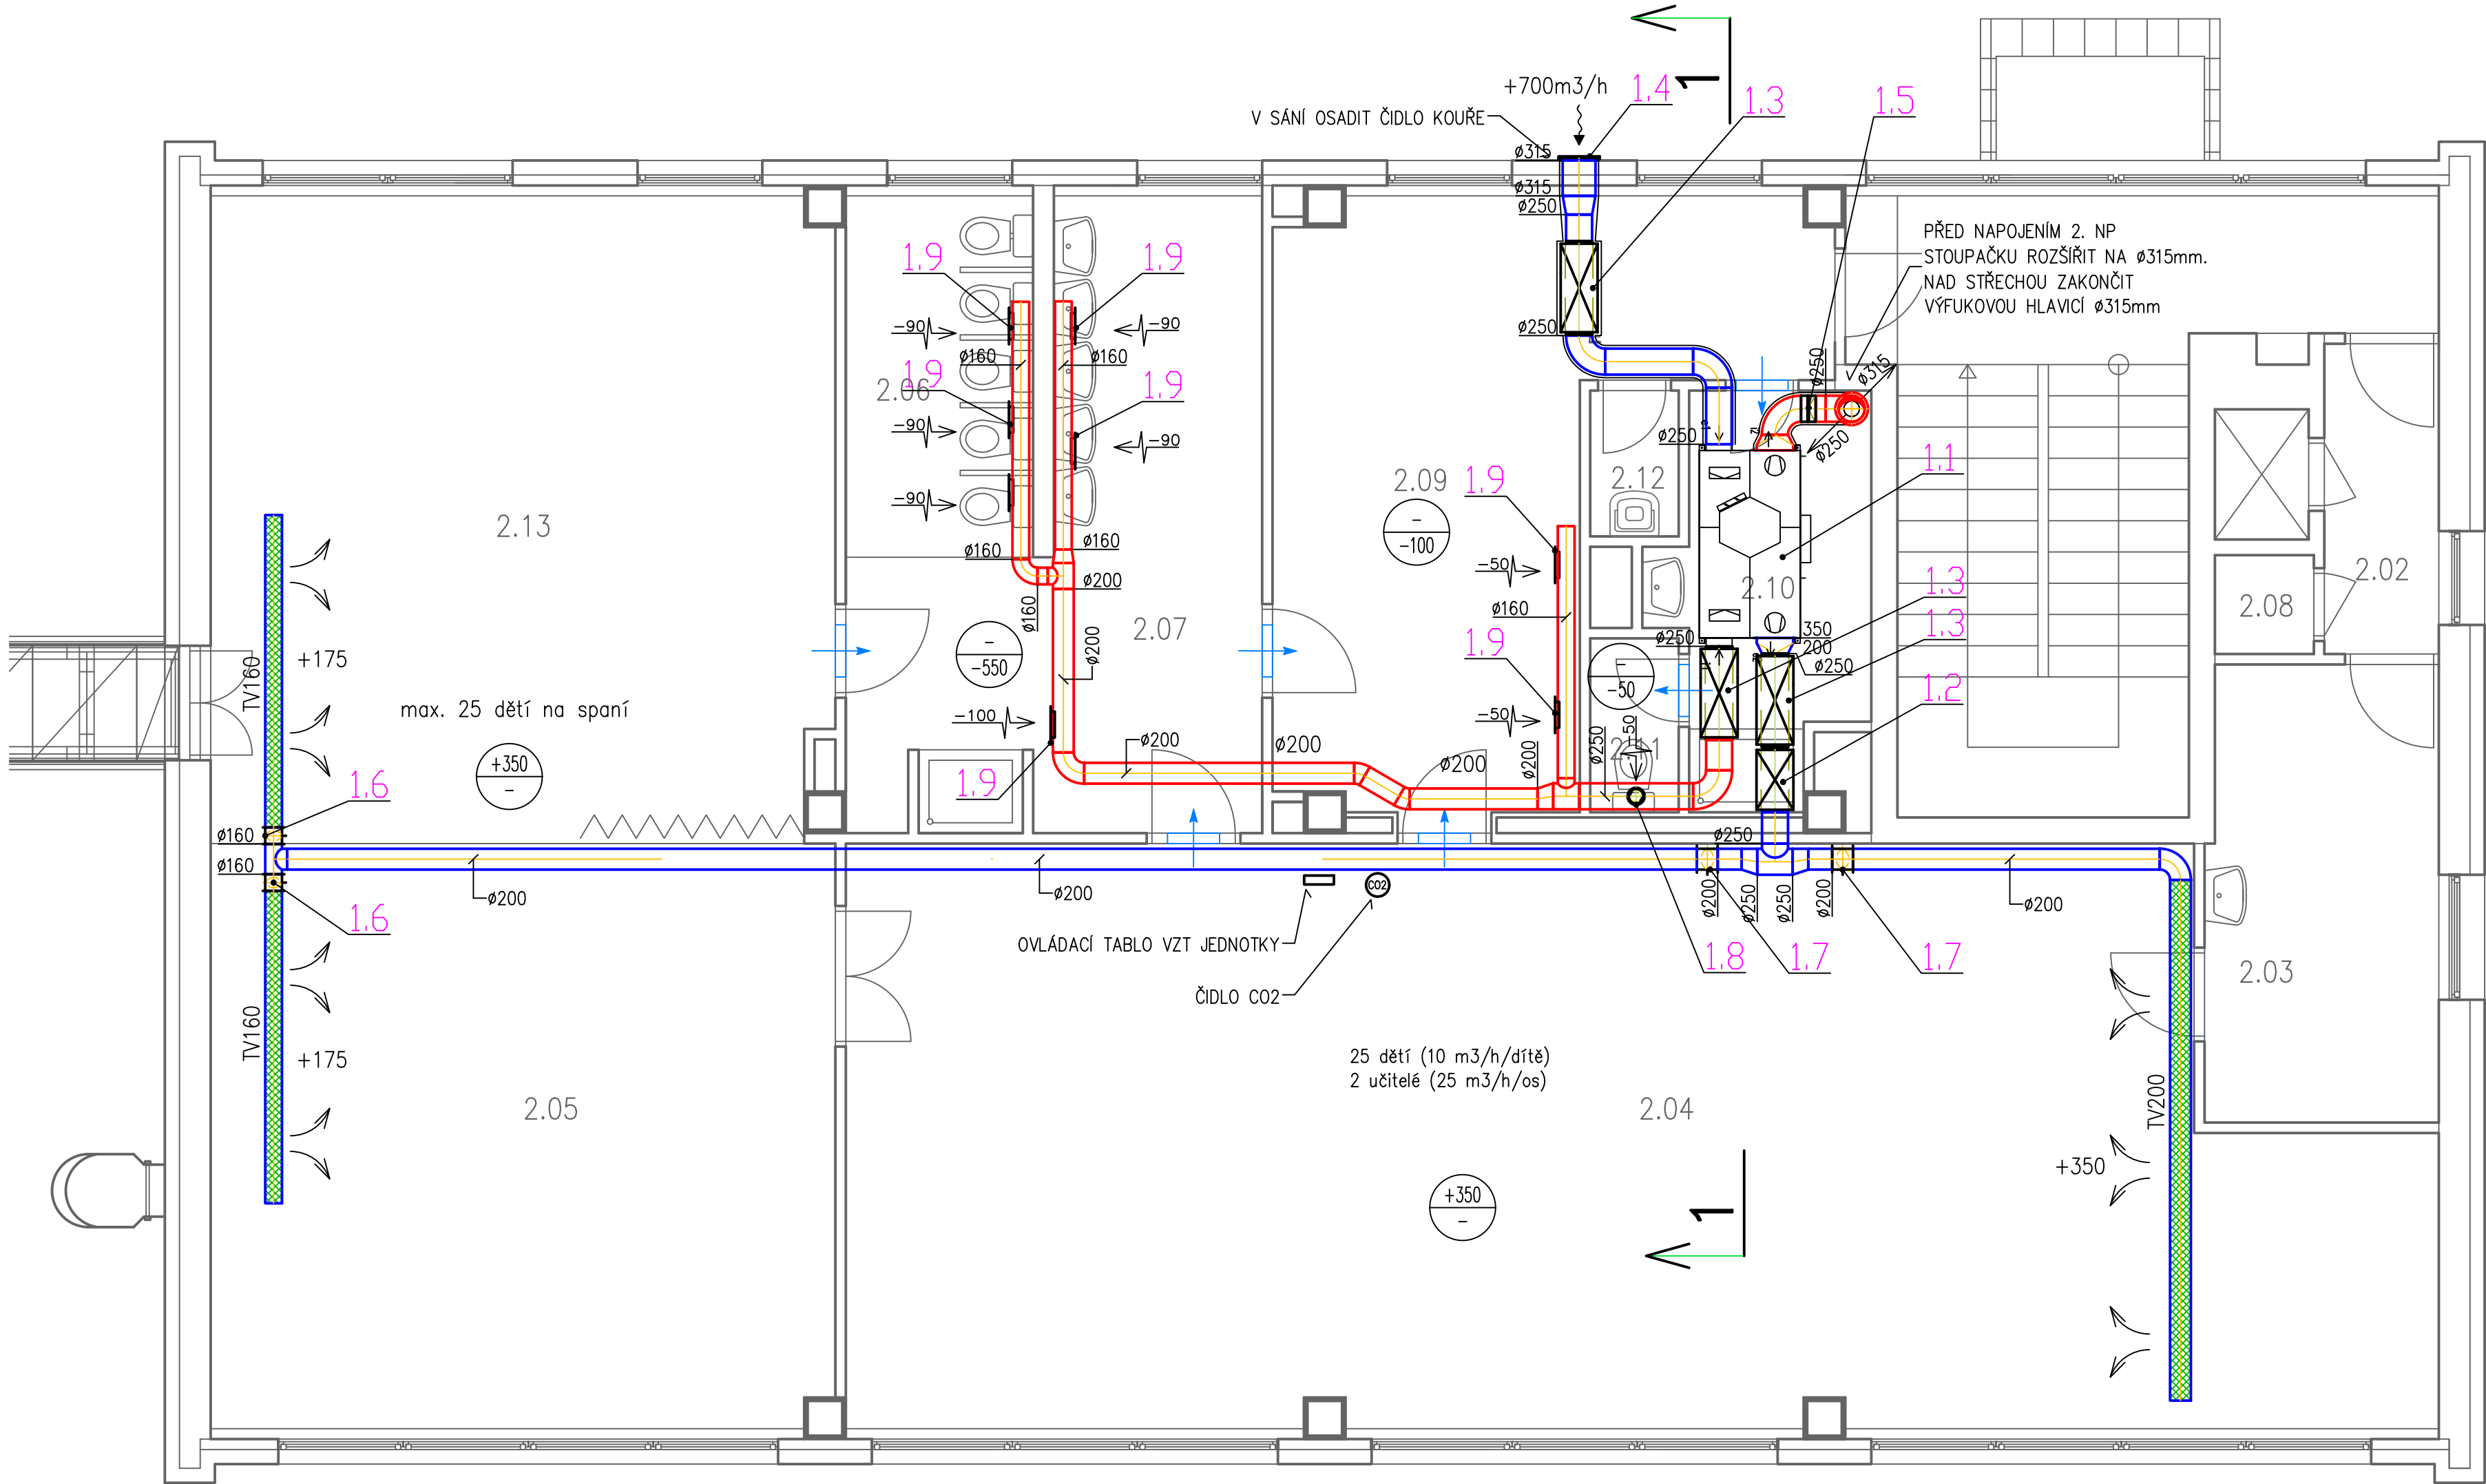 +700m3/h
1.4
1
1.3
1.5
V SÁNÍ OSADIT ČIDLO KOUŘE
ø315
ø315
ø250
PŘED NAPOJENÍM 2. NP
STOUPAČKU ROZŠÍŘIT NA ø315mm.
NAD STŘECHOU ZAKONČIT
VÝFUKOVOU HLAVICÍ ø315mm
1.9
1.9
-90
-90
ø250
ø160
ø160
ø250
ø315
1.9
1.9
2.06
-90
-90
ø250
ø250
1.1
2.09
1.9
2.12
-
-100
-90
2.13
ø160
ø160
-50
ø200
2.10
1.3
2.02
2.08
ø160
ø160
2.07
1.3
350
200
ø250
ø250
-
-550
ø200
1.9
-
-50
TV160
+175
max. 25 dětí na spaní
1.2
-100
-50
-50
+350
-
ø200
ø200
ø200
ø200
ø250
2.11
1.6
1.9
ø160
ø160
ø250
ø200
ø200
CO2
ø200
ø250
ø250
ø200
ø200
1.6
OVLÁDACÍ TABLO VZT JEDNOTKY
1.8
1.7
1.7
2.03
ČIDLO CO2
TV160
+175
25 dětí (10 m3/h/dítě)
2 učitelé (25 m3/h/os)
2.05
2.04
TV200
+350
+350
-
1